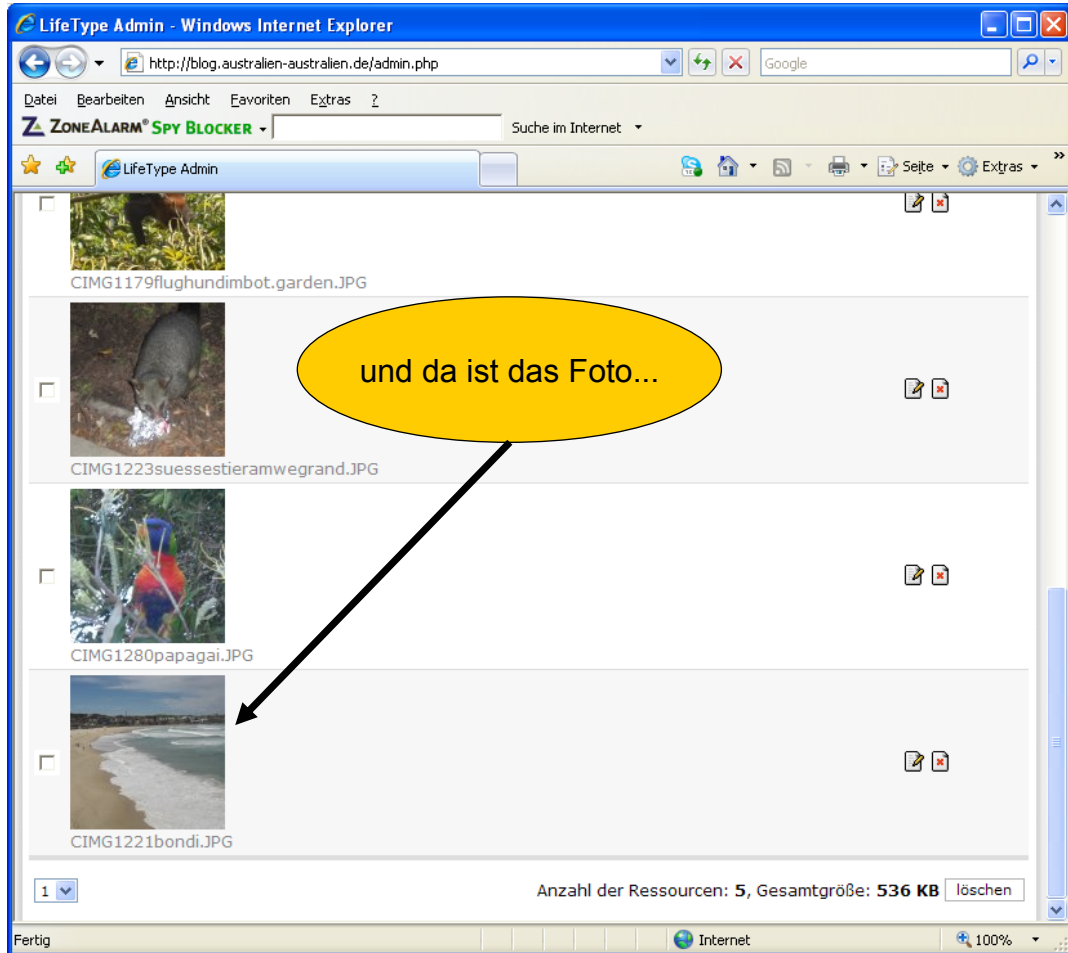 LifeType Admin - Windows Internet Explorer
http://blog.australien-australien.de/admin.php
Google
Datei Bearbeiten Ansicht Favoriten Extras ?
ZONEALARM® SPY BLOCKER
Suche im Internet
LifeType Admin
Seite
Extras
»
CIMG1179flughundimbot.garden.JPG
und da ist das Foto...
CIMG1223suessestieramwegrand.JPG
CIMG1280papagai.JPG
CIMG1221bondi.JPG
1
Anzahl der Ressourcen: 5, Gesamtgröße: 536 KB
löschen
Fertig
Internet
100%